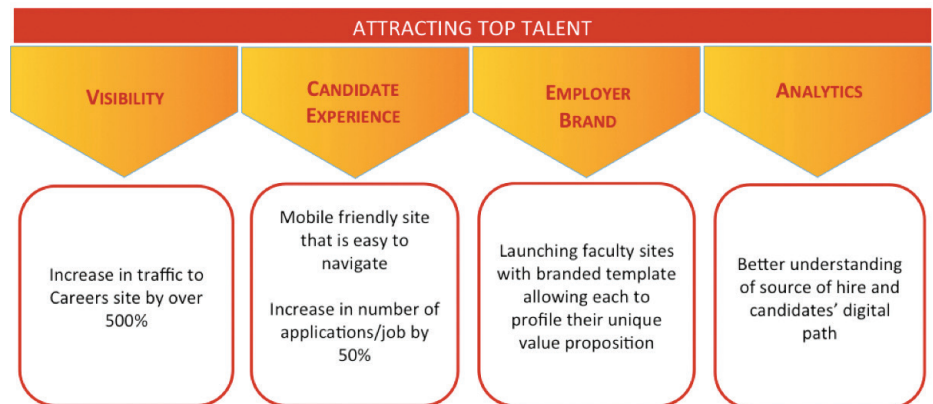 ATTRACTING TOP TALENT
VISIBILITY
CANDIDATE
EXPERIENCE
EMPLOYER
BRAND
ANALYTICS
Increase in traffic to
Careers site by over
500%
Mobile friendly site
that is easy to
navigate
Increase in number of
applications/job by
50%
Launching faculty sites
with branded template
allowing each to
profile their unique
value proposition
Better understanding
of source of hire and
candidates’ digital
path